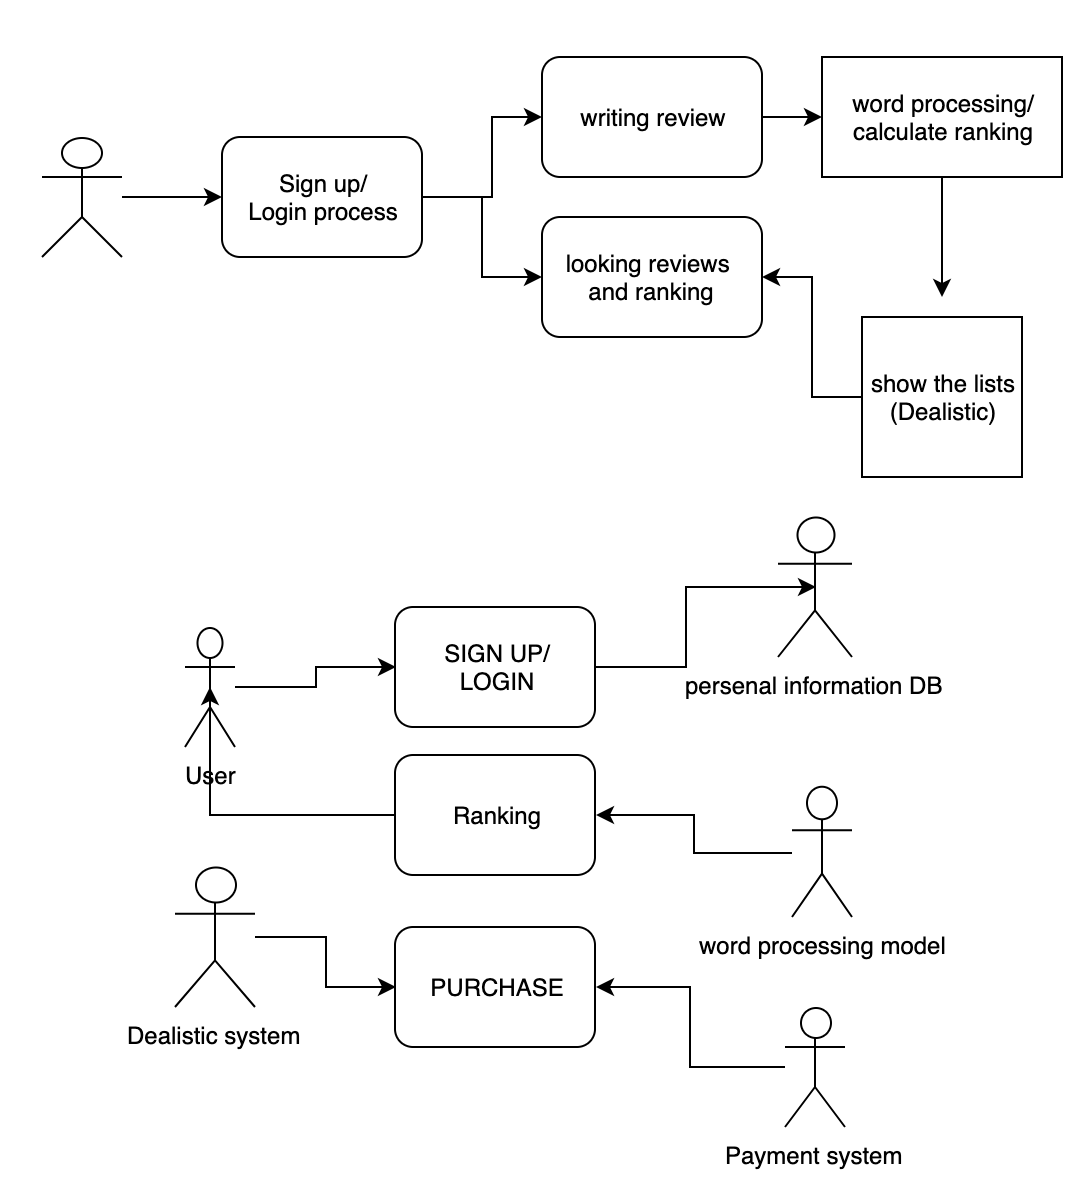 writing review
word processing/
calculate ranking
Sign up/
Login process
looking reviews
and ranking
show the lists
(Dealistic)
SIGN UP/
LOGIN
persenal information DB
User
Ranking
word processing model
PURCHASE
Dealistic system
Payment system